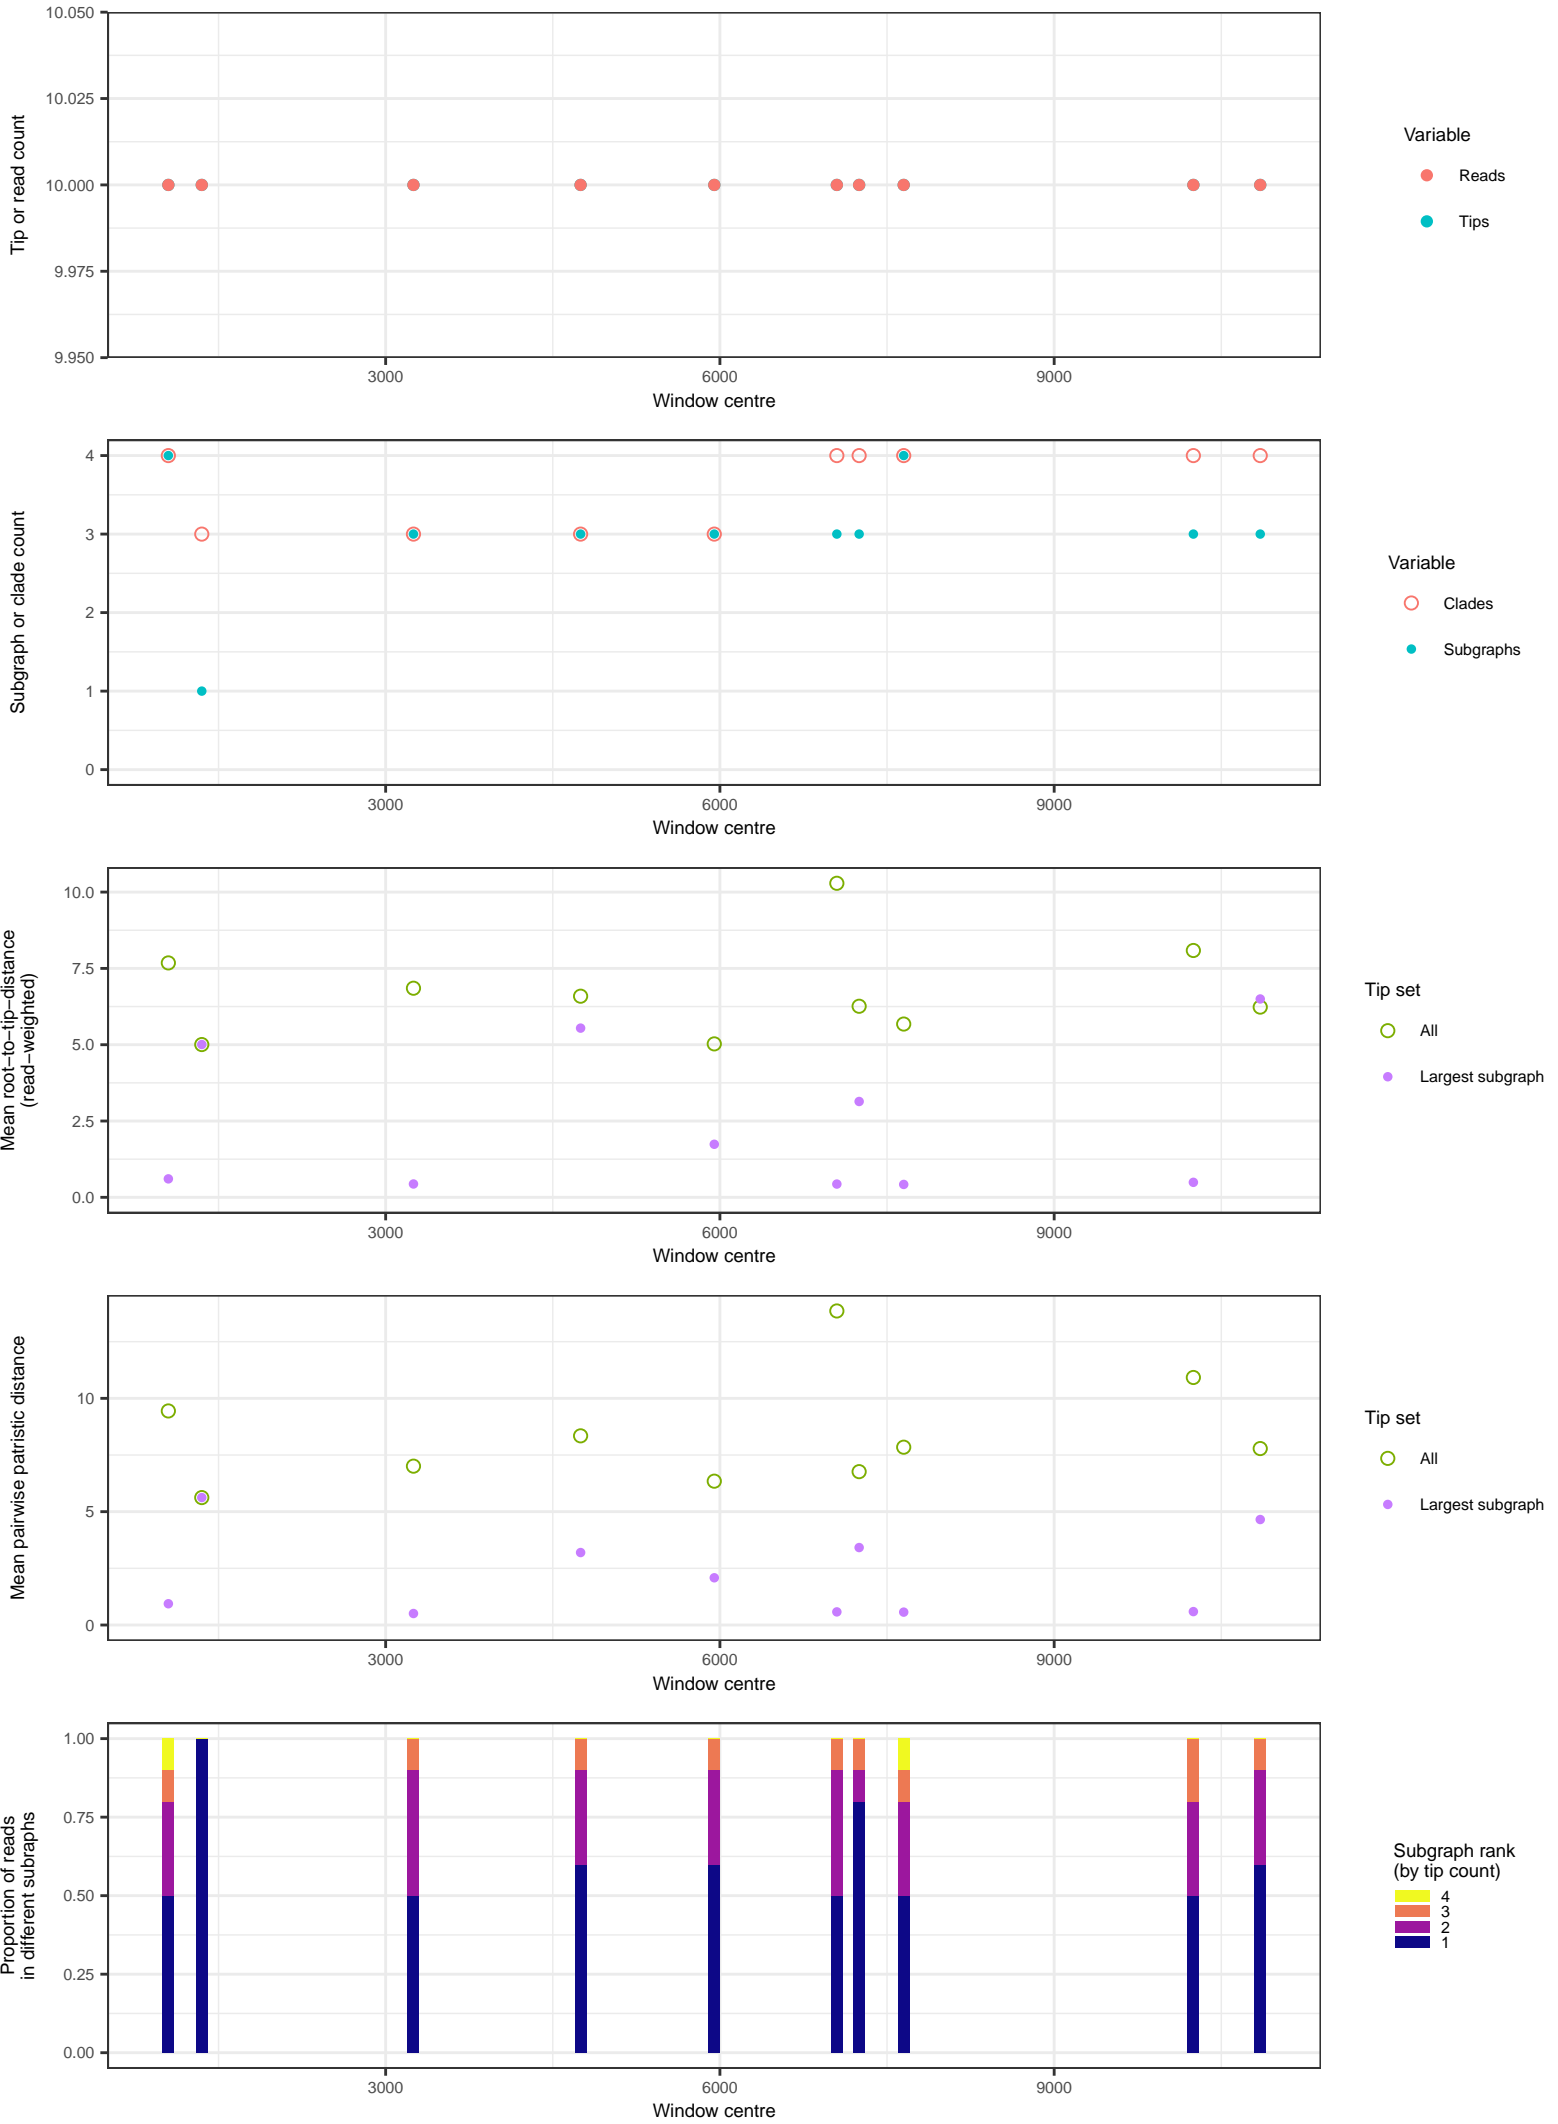 10.050
10.025
10.000
9.975
9.950
Tip or read count
3000 6000 9000
Window centre
Variable
Reads
Tips
4
3
2
1
0
Subgraph or clade count
3000 6000 9000
Window centre
Variable
Clades
Subgraphs
10.0
7.5
5.0
2.5
0.0
Mean root−to−tip−distance
(read−weighted)
3000 6000 9000
Window centre
Tip set
All
Largest subgraph
10
5
0
Mean pairwise patristic distance
3000 6000 9000
Window centre
Tip set
All
Largest subgraph
1.00
0.75
0.50
0.25
0.00
Proportion of reads
in different subraphs
3000 6000 9000
Window centre
Subgraph rank
(by tip count)
4
3
2
1